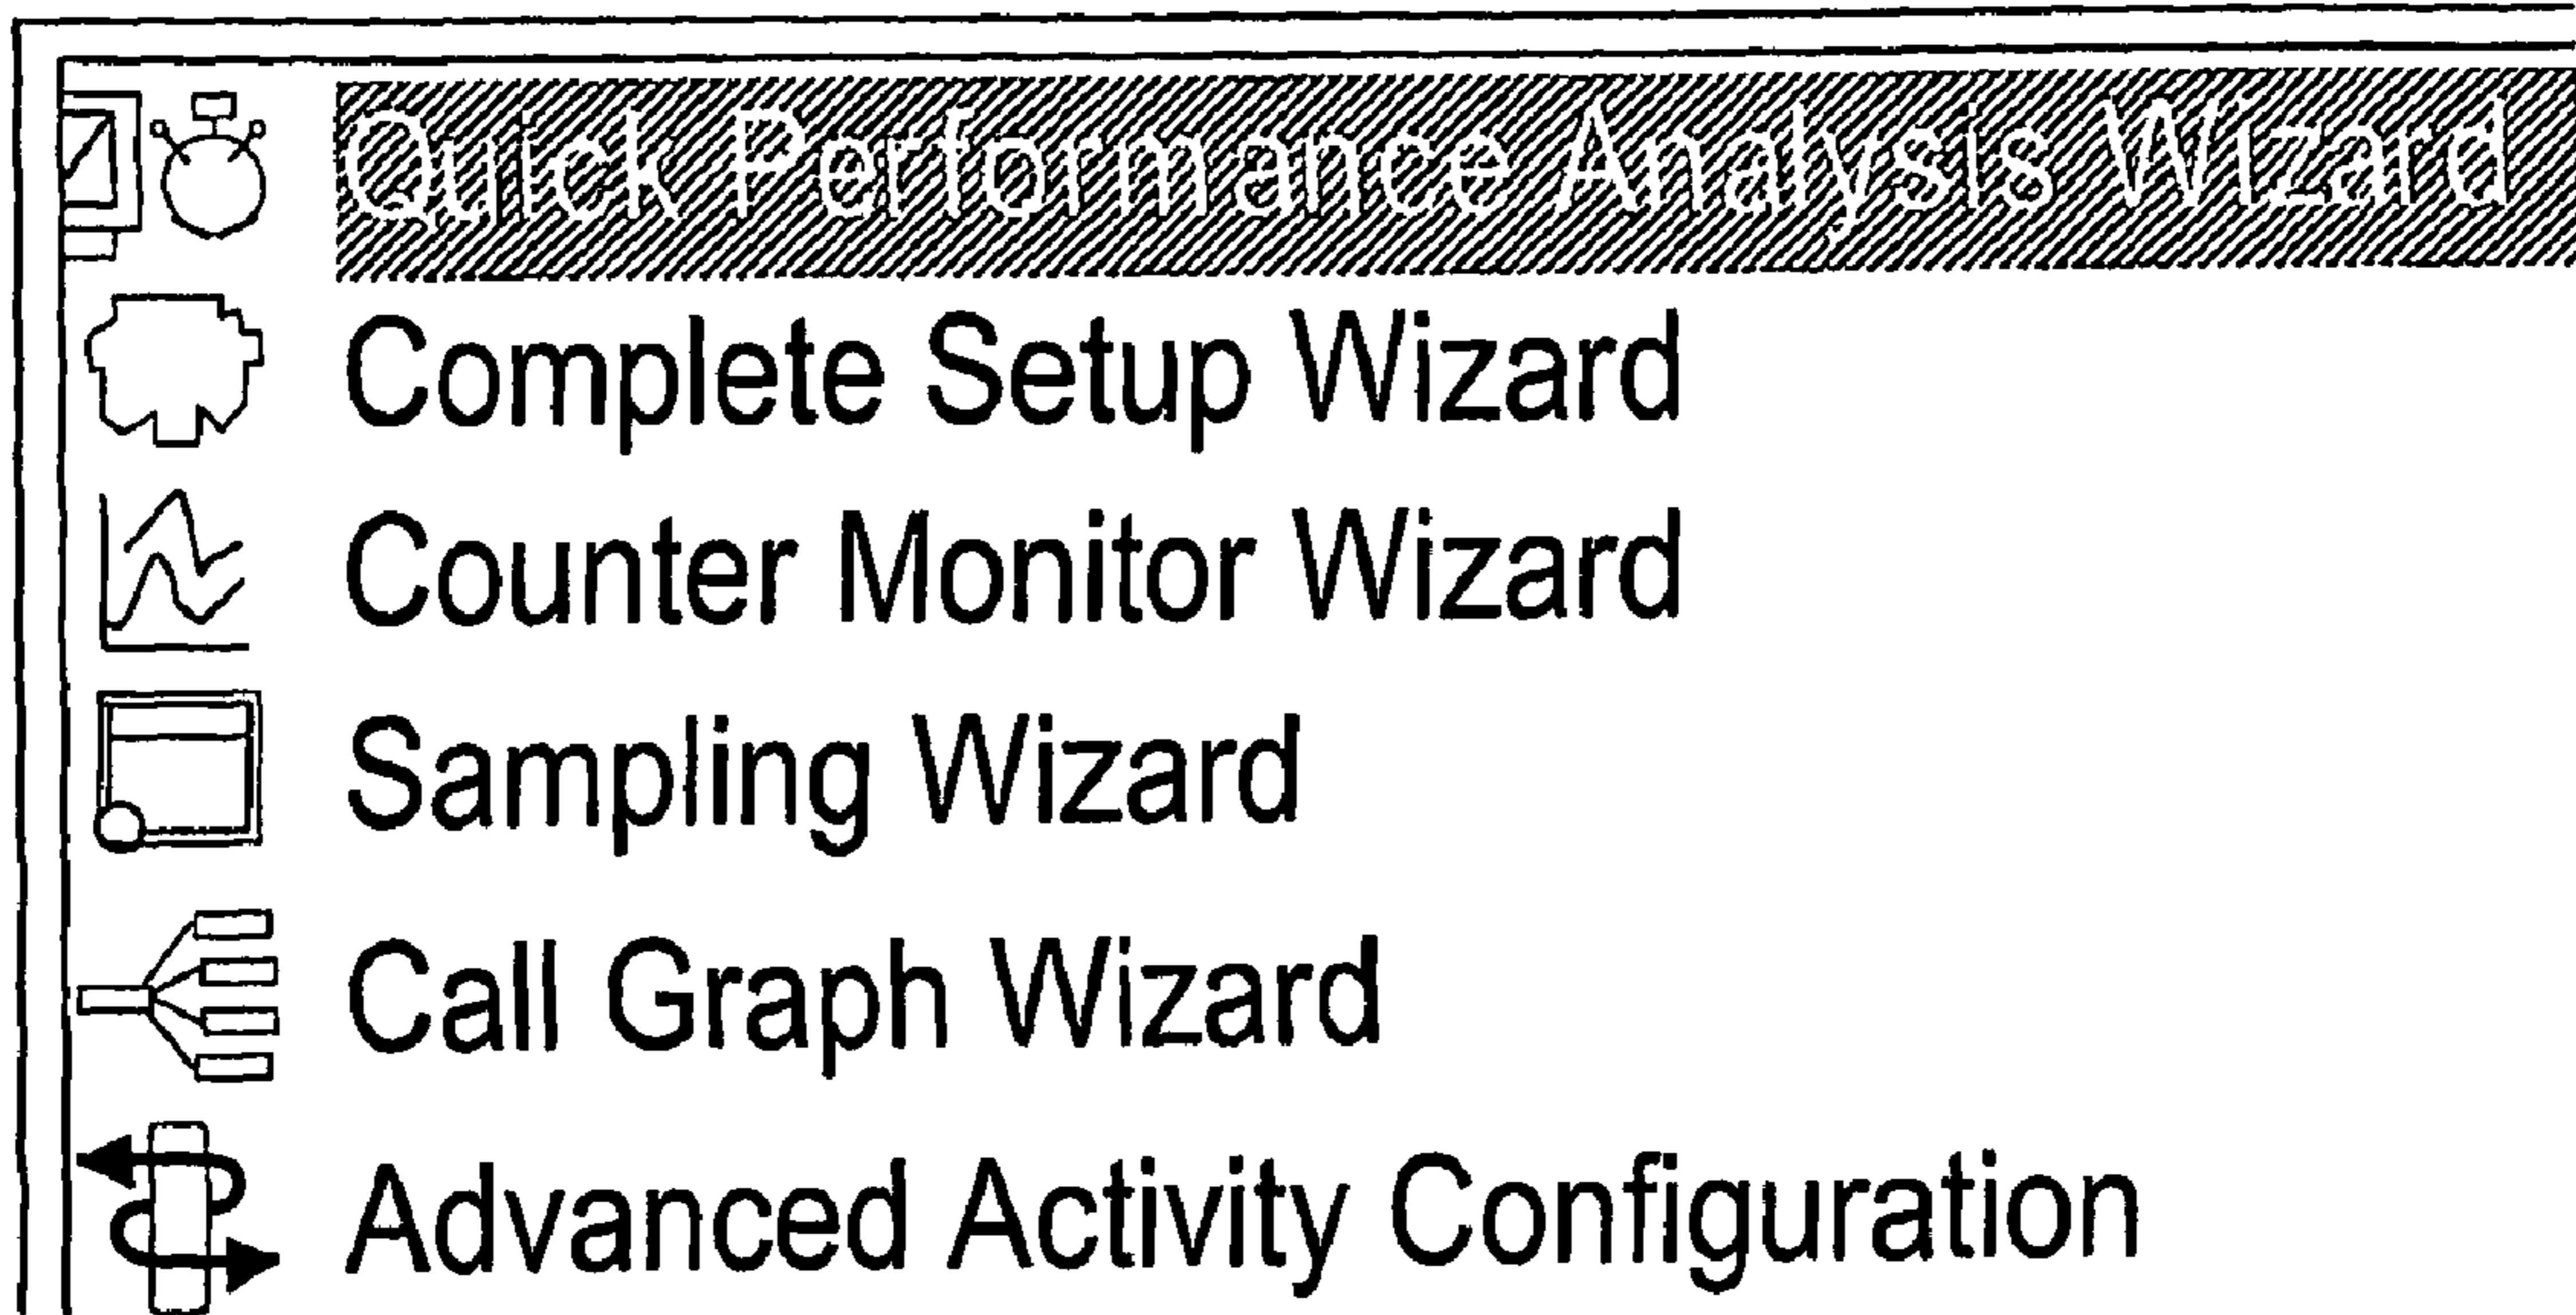 Quick Performance Analysis Wizard
Complete Setup Wizard
Counter Monitor Wizard
Sampling Wizard
Call Graph Wizard
Advanced Activity Configuration